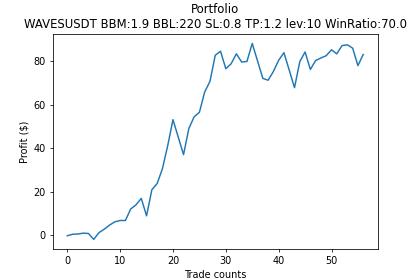 Portfolio
WAVESUSDT BBM:1.9 BBL:220 SL:0.8 TP:1.2 lev:10 WinRatio:70.0
Profit ($)
80
60
40
20
0
0 10 20 30 40 50
Trade counts